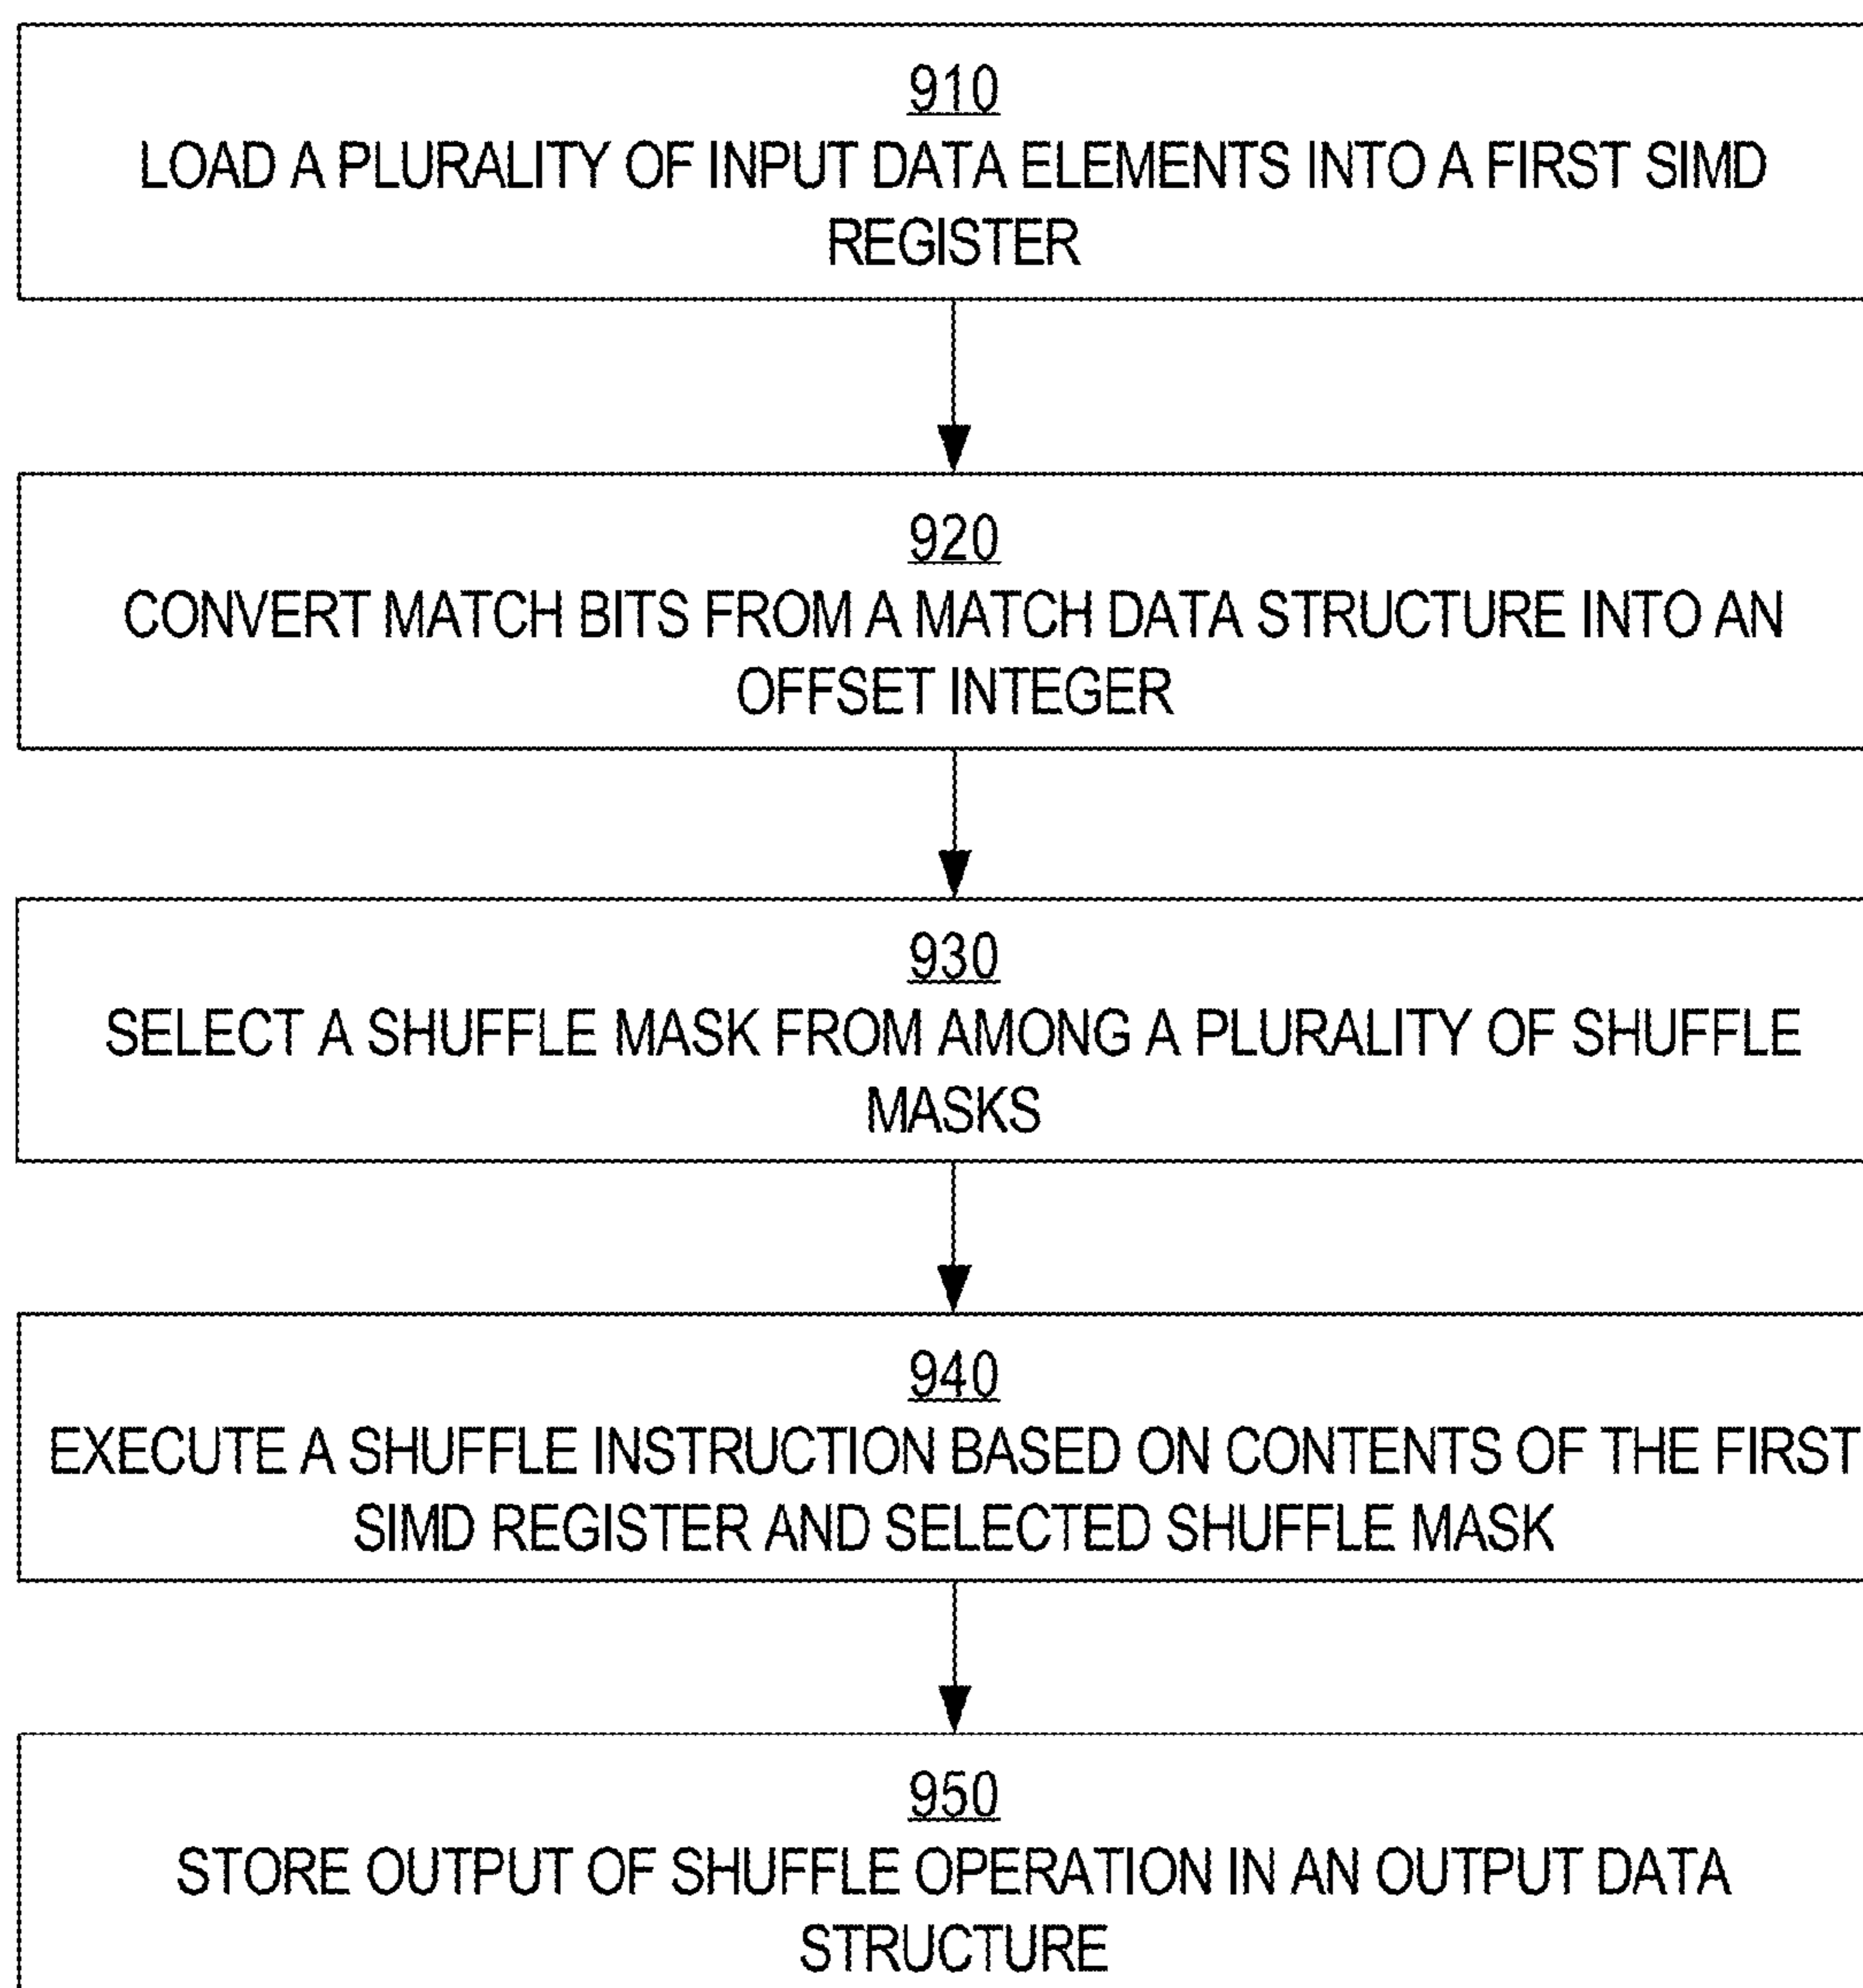 910
LOAD A PLURALITY OF INPUT DATA ELEMENTS INTO A FIRST SIMD
REGISTER
920
CONVERT MATCH BITS FROM A MATCH DATA STRUCTURE INTO AN
OFFSET INTEGER
930
SELECT A SHUFFLE MASK FROM AMONG A PLURALITY OF SHUFFLE
MASKS
940
EXECUTE A SHUFFLE INSTRUCTION BASED ON CONTENTS OF THE FIRST
SIMD REGISTER AND SELECTED SHUFFLE MASK
950
STORE OUTPUT OF SHUFFLE OPERATION IN AN OUTPUT DATA
STRUCTURE